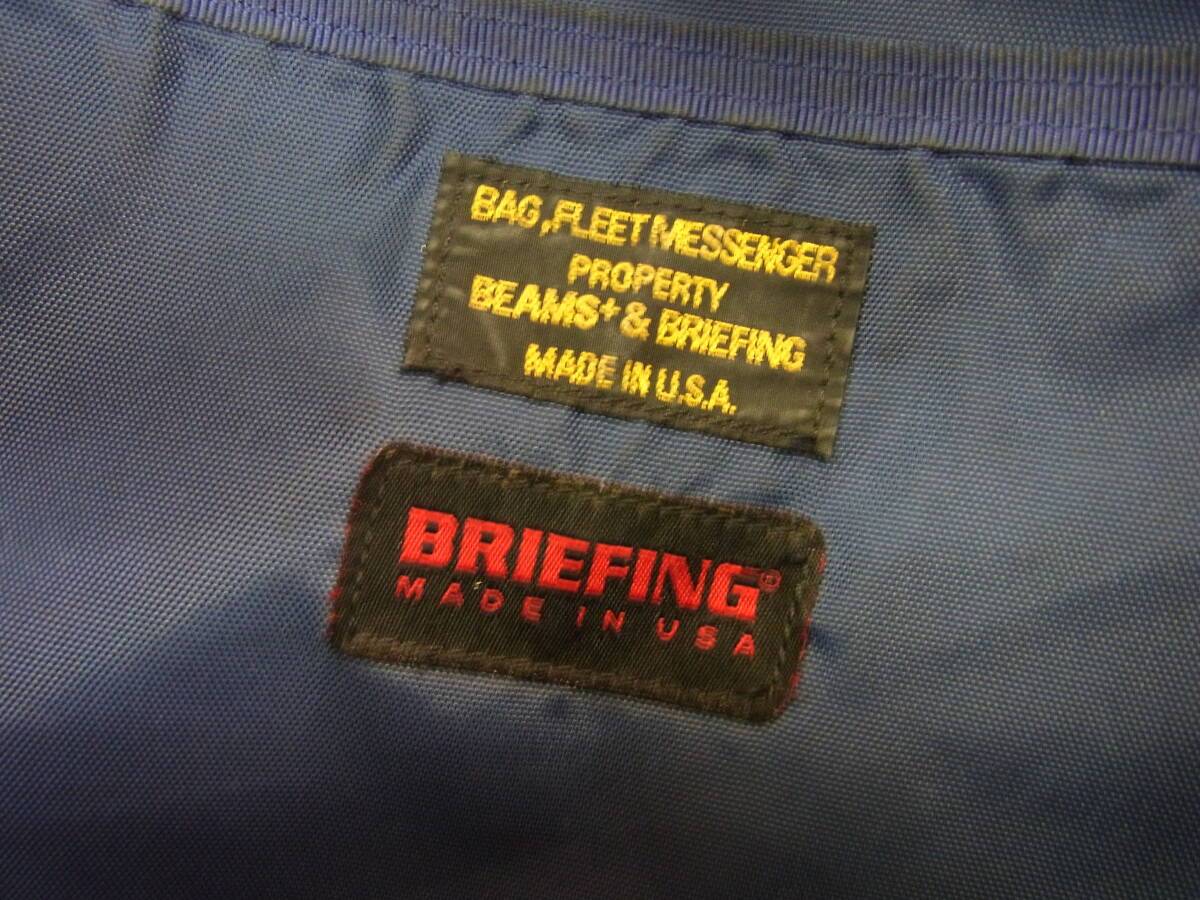 BAG,FLEET MESSENGER
PROPERTY
BEAMS+ & BRIEFING
MADE IN U.S.A.
BRIEFING®
MADE IN USA